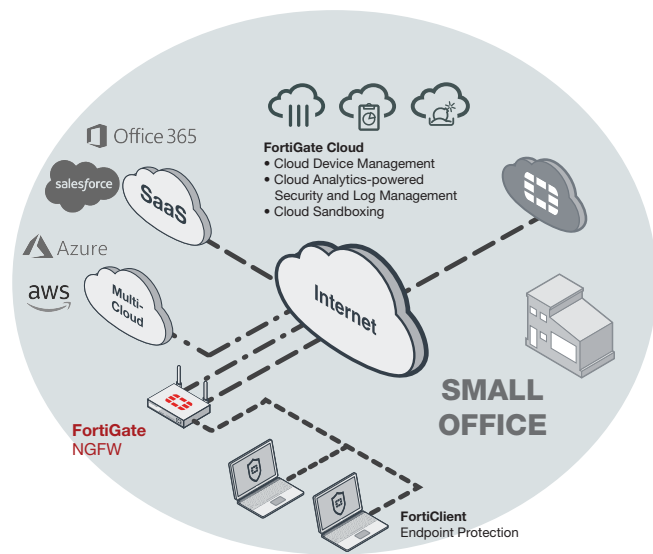 Office 365
salesforce
SaaS
Azure
aws
Multi-
Cloud
FortiGate Cloud
• Cloud Device Management
• Cloud Analytics-powered
Security and Log Management
• Cloud Sandboxing
Internet
SMALL
OFFICE
FortiGate
NGFW
FortiClient
Endpoint Protection